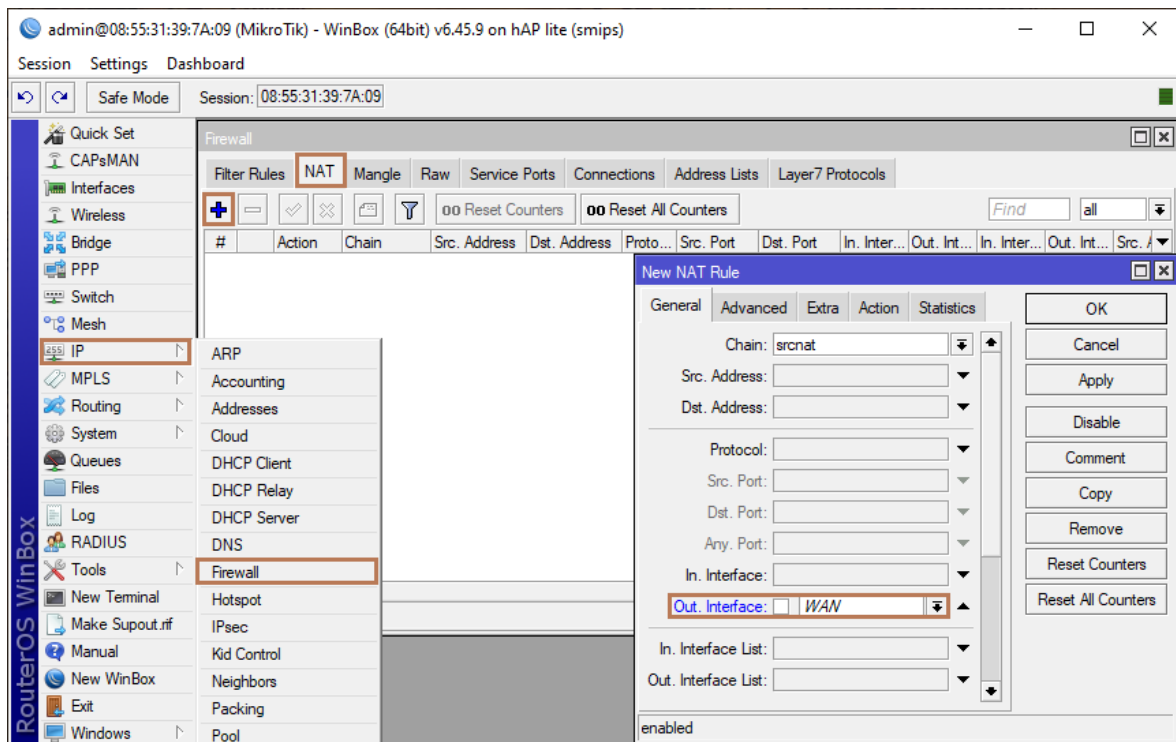 admin@08:55:31:39:7A:09 (MikroTik) - WinBox (64bit) v6.45.9 on hAP lite (smips)
Session Settings Dashboard
Safe Mode Session: 08:55:31:39:7A:09
RouterOS WinBox
Quick Set
CAPsMAN
Interfaces
Wireless
Bridge
PPP
Switch
Mesh
IP
MPLS
Routing
System
Queues
Files
Log
RADIUS
Tools
New Terminal
Make Supout.rif
Manual
New WinBox
Exit
Windows
ARP
Accounting
Addresses
Cloud
DHCP Client
DHCP Relay
DHCP Server
DNS
Firewall
Hotspot
IPsec
Kid Control
Neighbors
Packing
Pool
Firewall
Filter Rules NAT Mangle Raw Service Ports Connections Address Lists Layer7 Protocols
00 Reset Counters 00 Reset All Counters Find all
# Action Chain Src. Address Dst. Address Proto... Src. Port Dst. Port In. Inter... Out. Int... In. Inter... Out. Int... Src. A
New NAT Rule
General Advanced Extra Action Statistics
Chain: srcnat
Src. Address:
Dst. Address:
Protocol:
Src. Port:
Dst. Port:
Any. Port:
In. Interface:
Out. Interface: WAN
In. Interface List:
Out. Interface List:
OK
Cancel
Apply
Disable
Comment
Copy
Remove
Reset Counters
Reset All Counters
enabled